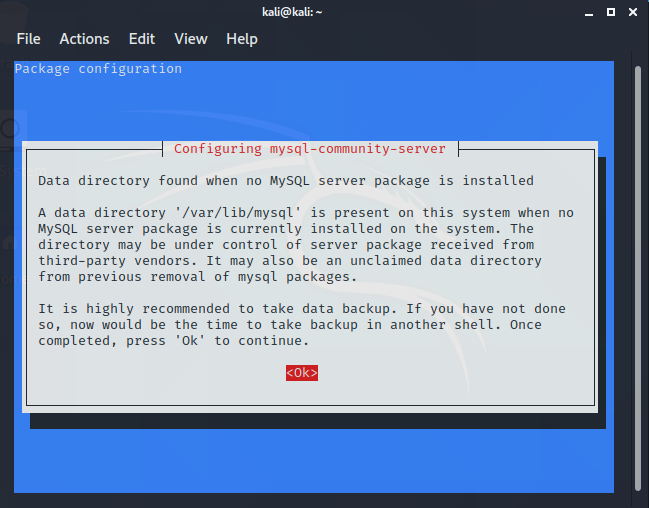 kali@kali: ~
File Actions Edit View Help
Package configuration
Configuring mysql-community-server
Data directory found when no MySQL server package is installed
A data directory '/var/lib/mysql' is present on this system when no
MySQL server package is currently installed on the system. The
directory may be under control of server package received from
third-party vendors. It may also be an unclaimed data directory
from previous removal of mysql packages.
It is highly recommended to take data backup. If you have not done
so, now would be the time to take backup in another shell. Once
completed, press 'Ok' to continue.
<Ok>